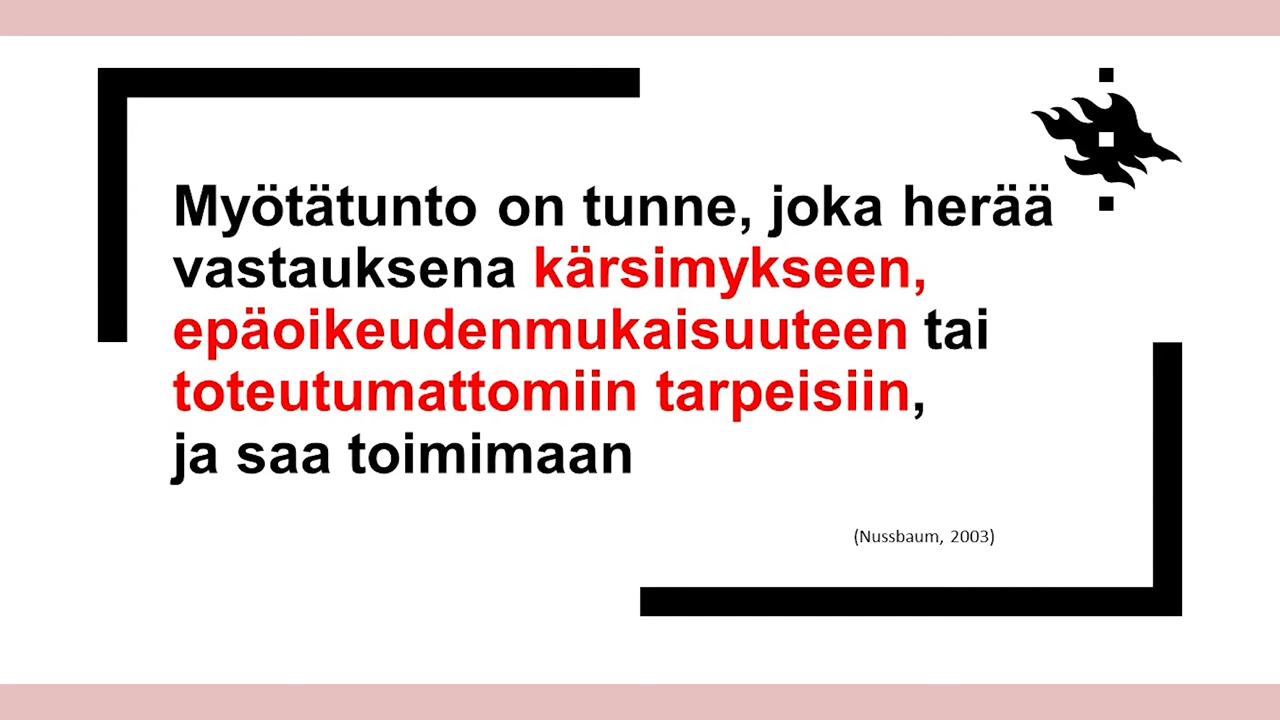 Myötätunto on tunne, joka herää
vastauksena kärsimykseen,
epäoikeudenmukaisuuteen tai
toteutumattomiin tarpeisiin,
ja saa toimimaan
(Nussbaum, 2003)